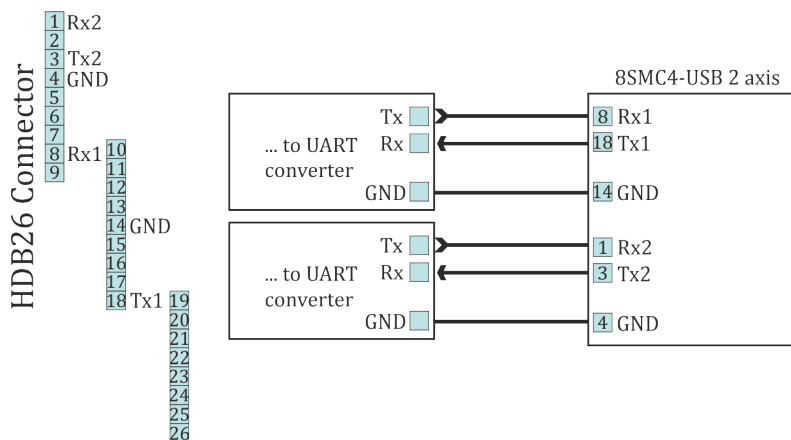 HDB26 Connector
1 Rx2
2
3 Tx2
4 GND
5
6
7
8 Rx1
9
10
11
12
13
14 GND
15
16
17
18 Tx1
19
20
21
22
23
24
25
26
... to UART
converter
Tx
Rx
GND
... to UART
converter
Tx
Rx
GND
8SMC4-USB 2 axis
8 Rx1
18 Tx1
14 GND
1 Rx2
3 Tx2
4 GND